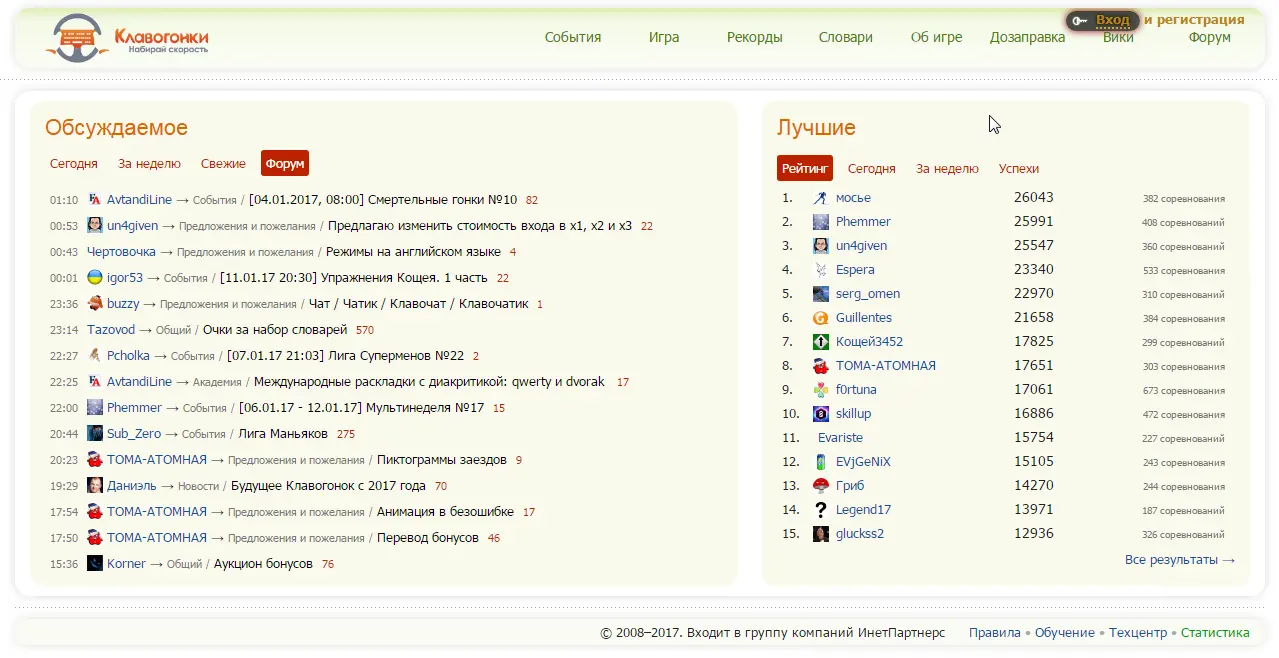 Клавогонки
Набирай скорость
Вход и регистрация
События Игра Рекорды Словари Об игре Дозаправка Вики Форум
Обсуждаемое
Сегодня За неделю Свежие Форум
01:10 AvtandiLine → События / [04.01.2017, 08:00] Смертельные гонки №10 82
00:53 un4given → Предложения и пожелания / Предлагаю изменить стоимость входа в x1, x2 и x3 22
00:43 Чертовочка → Предложения и пожелания / Режимы на английском языке 4
00:01 igor53 → События / [11.01.17 20:30] Упражнения Кощея. 1 часть 22
23:36 buzzy → Предложения и пожелания / Чат / Чатик / Клавочат / Клавочатик 1
23:14 Tazovod → Общий / Очки за набор словарей 570
22:27 Pcholka → События / [07.01.17 21:03] Лига Суперменов №22 2
22:25 AvtandiLine → Академия / Международные раскладки с диакритикой: qwerty и dvorak 17
22:00 Phemmer → События / [06.01.17 - 12.01.17] Мультинеделя №17 15
20:44 Sub_Zero → События / Лига Маньяков 275
20:23 ТОМА-АТОМНАЯ → Предложения и пожелания / Пиктограммы заездов 9
19:29 Даниэль → Новости / Будущее Клавогонок с 2017 года 70
17:54 ТОМА-АТОМНАЯ → Предложения и пожелания / Анимация в безошибке 17
17:50 ТОМА-АТОМНАЯ → Предложения и пожелания / Перевод бонусов 46
15:36 Korner → Общий / Аукцион бонусов 76
Лучшие
Рейтинг Сегодня За неделю Успехи
1. мосье 26043 382 соревнования
2. Phemmer 25991 408 соревнований
3. un4given 25547 360 соревнований
4. Espera 23340 533 соревнования
5. serg_omen 22970 310 соревнований
6. Guillentes 21658 384 соревнования
7. Кощей3452 17825 299 соревнований
8. ТОМА-АТОМНАЯ 17651 303 соревнования
9. f0rtuna 17061 673 соревнования
10. skillup 16886 472 соревнования
11. Evariste 15754 227 соревнований
12. EVjGeNiX 15105 243 соревнования
13. Гриб 14270 244 соревнования
14. Legend17 13971 187 соревнований
15. gluckss2 12936 326 соревнований
Все результаты →
© 2008–2017. Входит в группу компаний ИнетПартнерс Правила • Обучение • Техцентр • Статистика